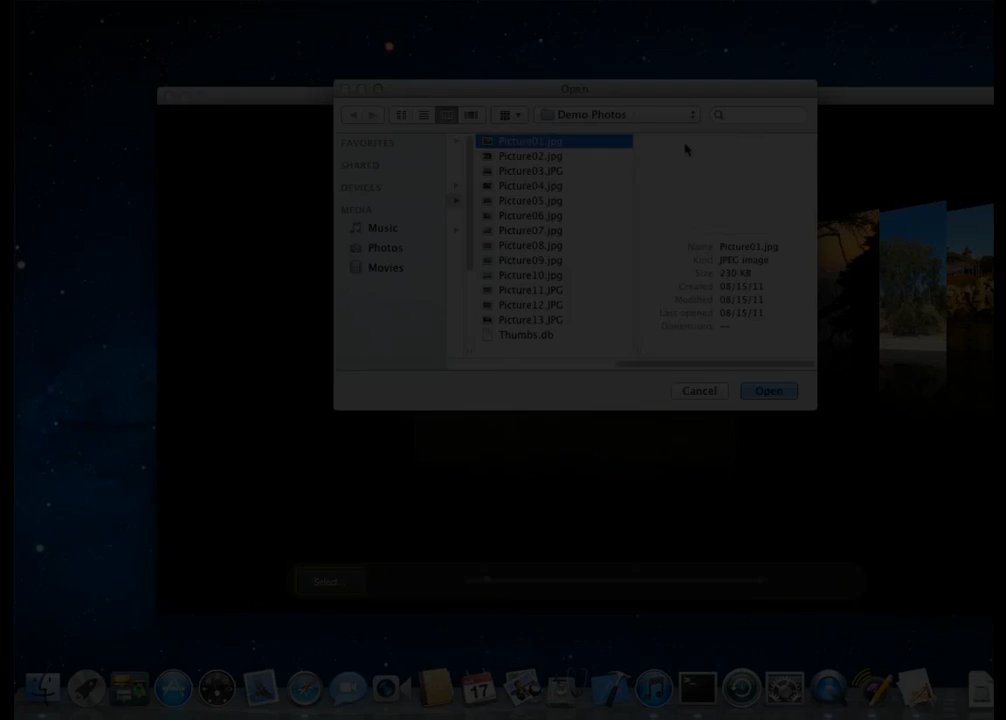 Open
Demo Photos
FAVORITES
SHARED
DEVICES
MEDIA
Music
Photos
Movies
Picture01.jpg
Picture02.jpg
Picture03.JPG
Picture04.jpg
Picture05.jpg
Picture06.jpg
Picture07.jpg
Picture08.jpg
Picture09.jpg
Picture10.jpg
Picture11.JPG
Picture12.JPG
Picture13.JPG
Thumbs.db
Name Picture01.jpg
Kind JPEG image
Size 230 KB
Created 08/15/11
Modified 08/15/11
Last opened 08/15/11
Dimensions --
Cancel Open
Select...
17